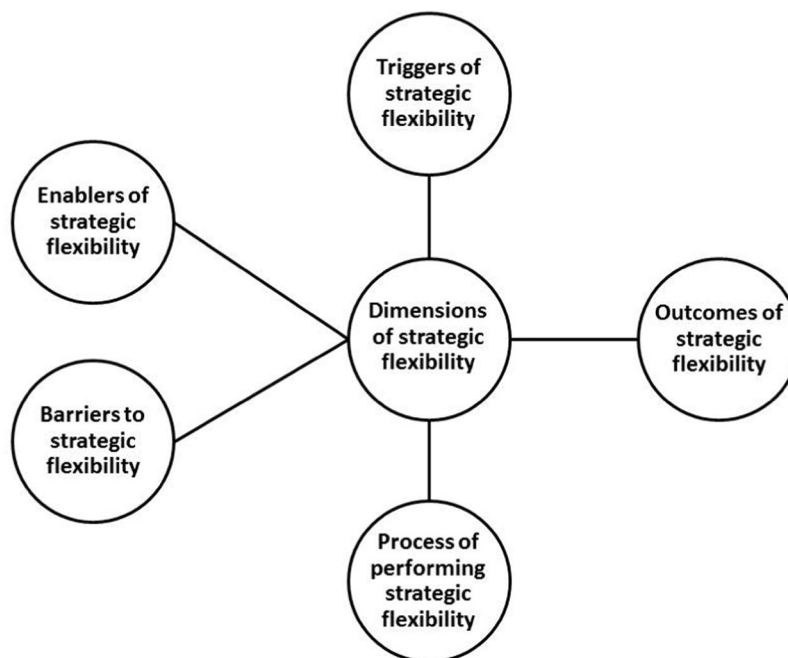 Triggers of
strategic
flexibility
Enablers of
strategic
flexibility
Dimensions
of strategic
flexibility
Outcomes of
strategic
flexibility
Barriers to
strategic
flexibility
Process of
performing
strategic
flexibility